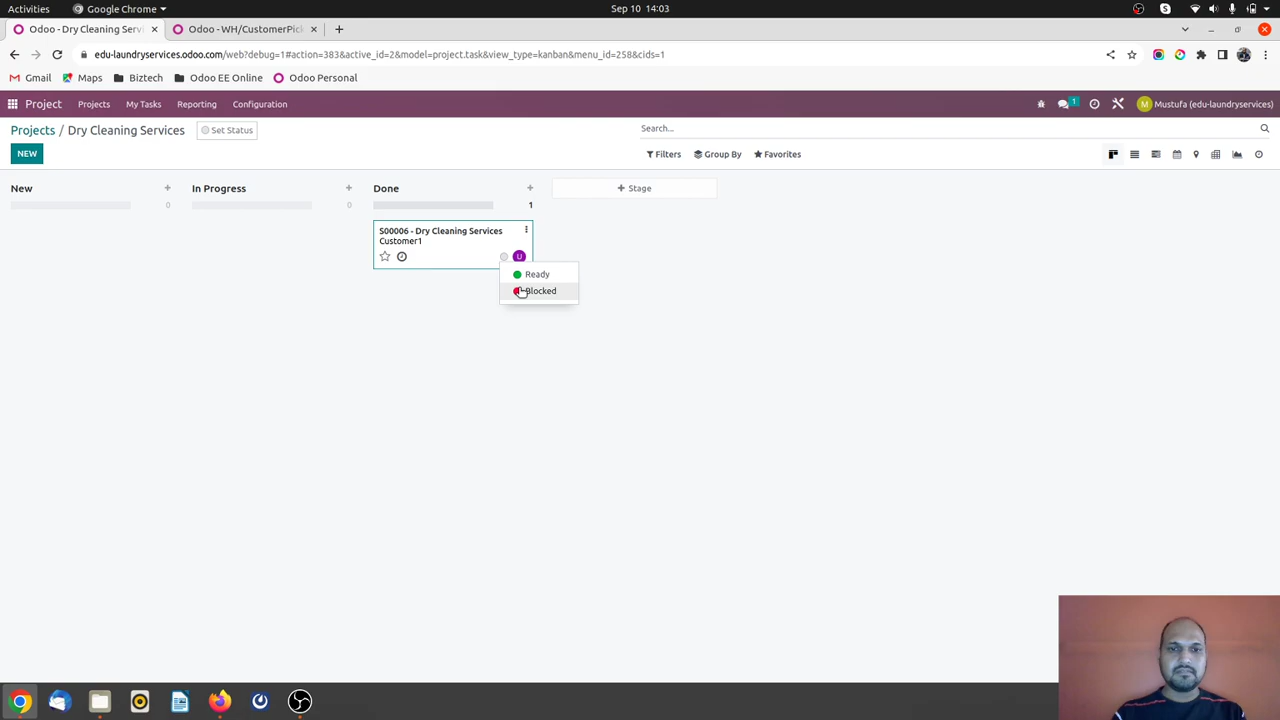 Activities
Google Chrome
Sep 10 14:03
Odoo - Dry Cleaning Servi
Odoo - WH/CustomerPick
edu-laundryservices.odoo.com/web?debug=1#action=383&active_id=2&model=project.task&view_type=kanban&menu_id=258&cids=1
Gmail
Maps
Biztech
Odoo EE Online
Odoo Personal
Project
Projects
My Tasks
Reporting
Configuration
1
M
Mustufa (edu-laundryservices)
Projects / Dry Cleaning Services
Set Status
Search...
NEW
Filters
Group By
Favorites
New
0
In Progress
0
Done
1
Stage
S00006 - Dry Cleaning Services
Customer1
U
Ready
Blocked